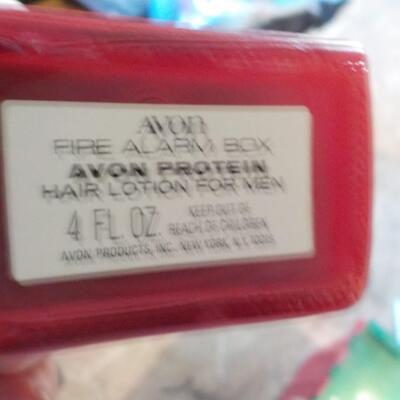 AVON
FIRE ALARM BOX
AVON PROTEIN
HAIR LOTION FOR MEN
4 FL. OZ. KEEP OUT OF REACH OF CHILDREN
AVON PRODUCTS, INC. NEW YORK, N.Y.